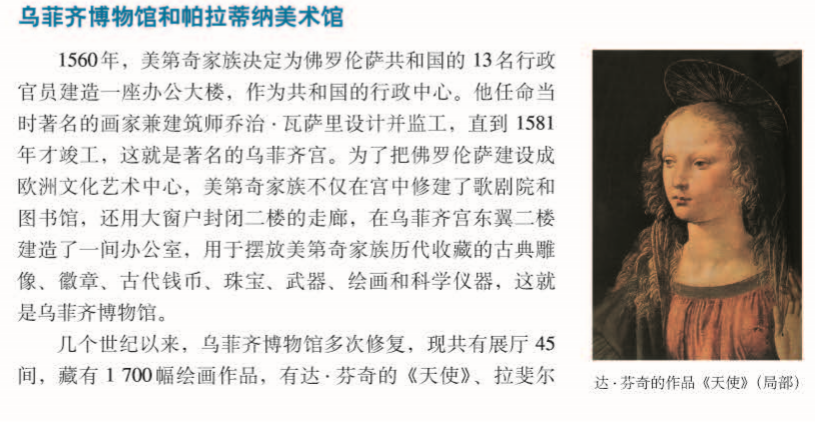 乌菲齐博物馆和帕拉蒂纳美术馆
1560年，美第奇家族决定为佛罗伦萨共和国的 13名行政
官员建造一座办公大楼，作为共和国的行政中心。他任命当
时著名的画家兼建筑师乔治·瓦萨里设计并监工，直到 1581
年才竣工，这就是著名的乌菲齐宫。为了把佛罗伦萨建设成
欧洲文化艺术中心，美第奇家族不仅在宫中修建了歌剧院和
图书馆，还用大窗户封闭二楼的走廊，在乌菲齐宫东翼二楼
建造了一间办公室，用于摆放美第奇家族历代收藏的古典雕
像、徽章、古代钱币、珠宝、武器、绘画和科学仪器，这就
是乌菲齐博物馆。
几个世纪以来，乌菲齐博物馆多次修复，现共有展厅 45
间，藏有 1 700幅绘画作品，有达·芬奇的《天使》、拉斐尔
达·芬奇的作品《天使》（局部）